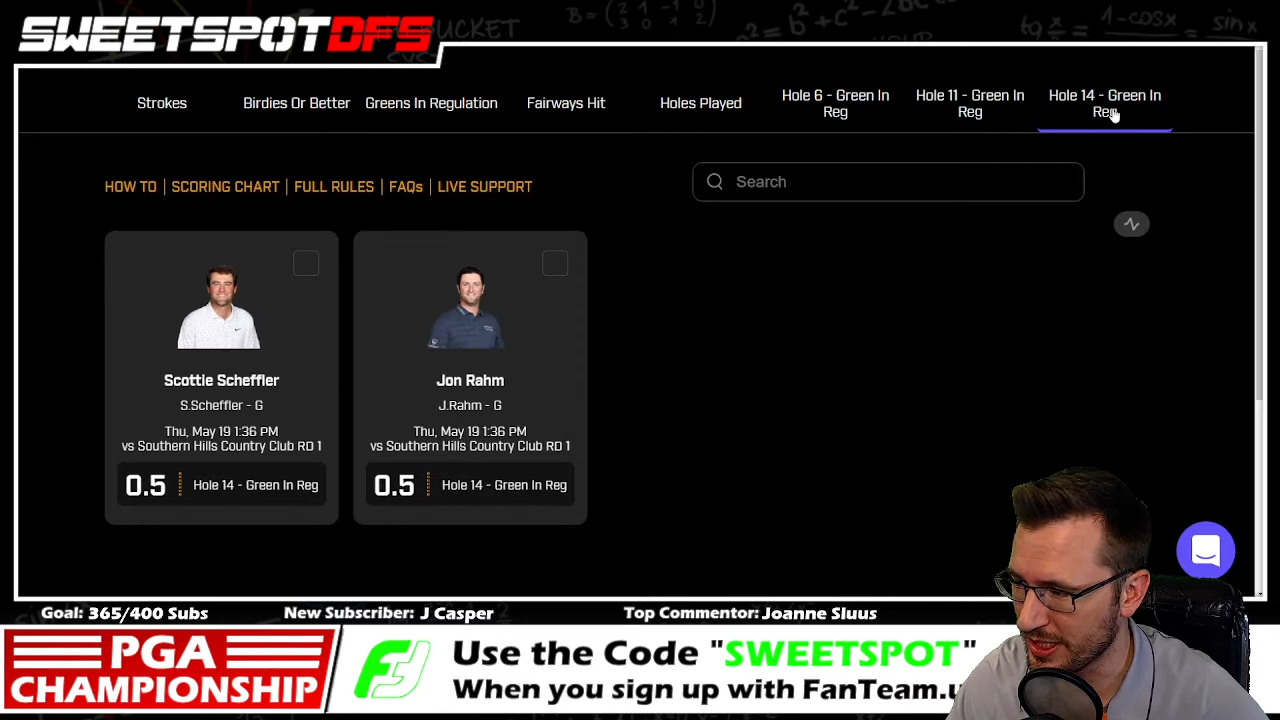 SWEETSPOTDFS
Strokes
Birdies Or Better
Greens In Regulation
Fairways Hit
Holes Played
Hole 6 - Green In
Reg
Hole 11 - Green In
Reg
Hole 14 - Green In
Reg
HOW TO | SCORING CHART | FULL RULES | FAQs | LIVE SUPPORT
Search
Scottie Scheffler
S.Scheffler - G
Thu, May 19 1:36 PM
vs Southern Hills Country Club RD 1
0.5 Hole 14 - Green In Reg
Jon Rahm
J.Rahm - G
Thu, May 19 1:36 PM
vs Southern Hills Country Club RD 1
0.5 Hole 14 - Green In Reg
Goal: 365/400 Subs
New Subscriber: J Casper
Top Commentor: Joanne Sluus
PGA
CHAMPIONSHIP
Use the Code "SWEETSPOT"
When you sign up with FanTeam.u